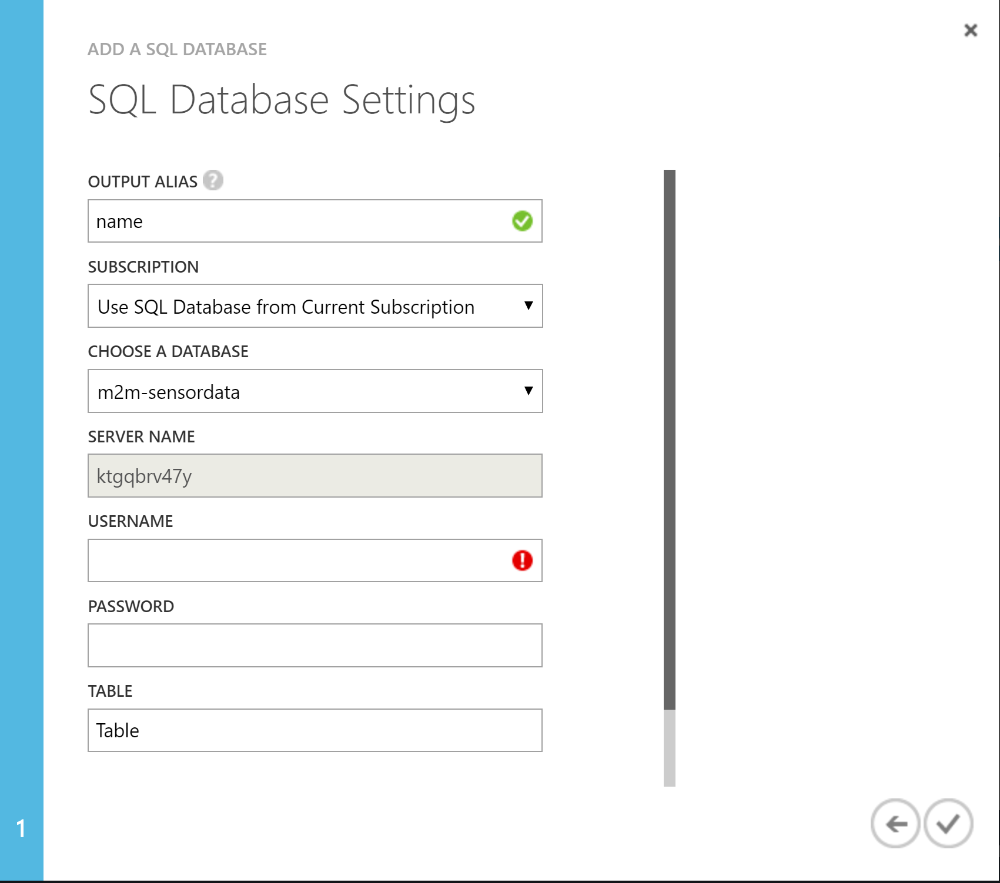 ADD A SQL DATABASE
SQL Database Settings
OUTPUT ALIAS ?
name
SUBSCRIPTION
Use SQL Database from Current Subscription
CHOOSE A DATABASE
m2m-sensordata
SERVER NAME
ktgqbrv47y
USERNAME
PASSWORD
TABLE
Table
1